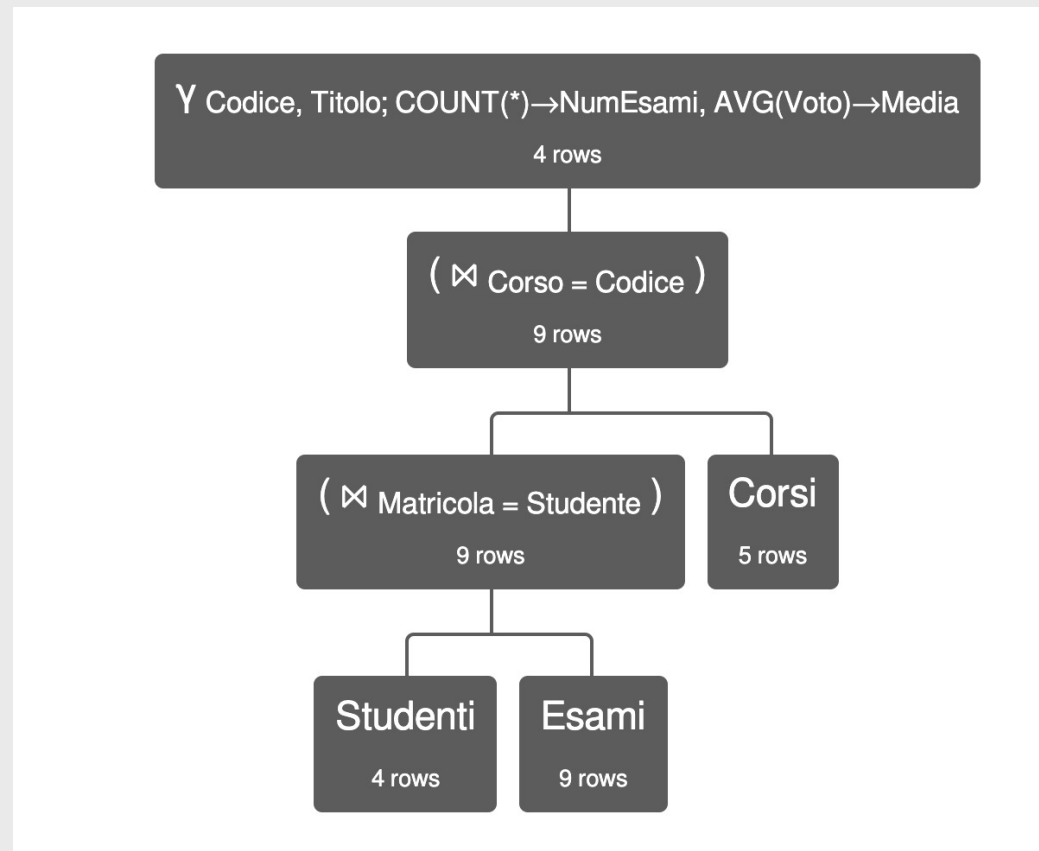 γ Codice, Titolo; COUNT(*)→NumEsami, AVG(Voto)→Media
4 rows
( ⋈ Corso = Codice )
9 rows
( ⋈ Matricola = Studente )
9 rows
Corsi
5 rows
Studenti
4 rows
Esami
9 rows